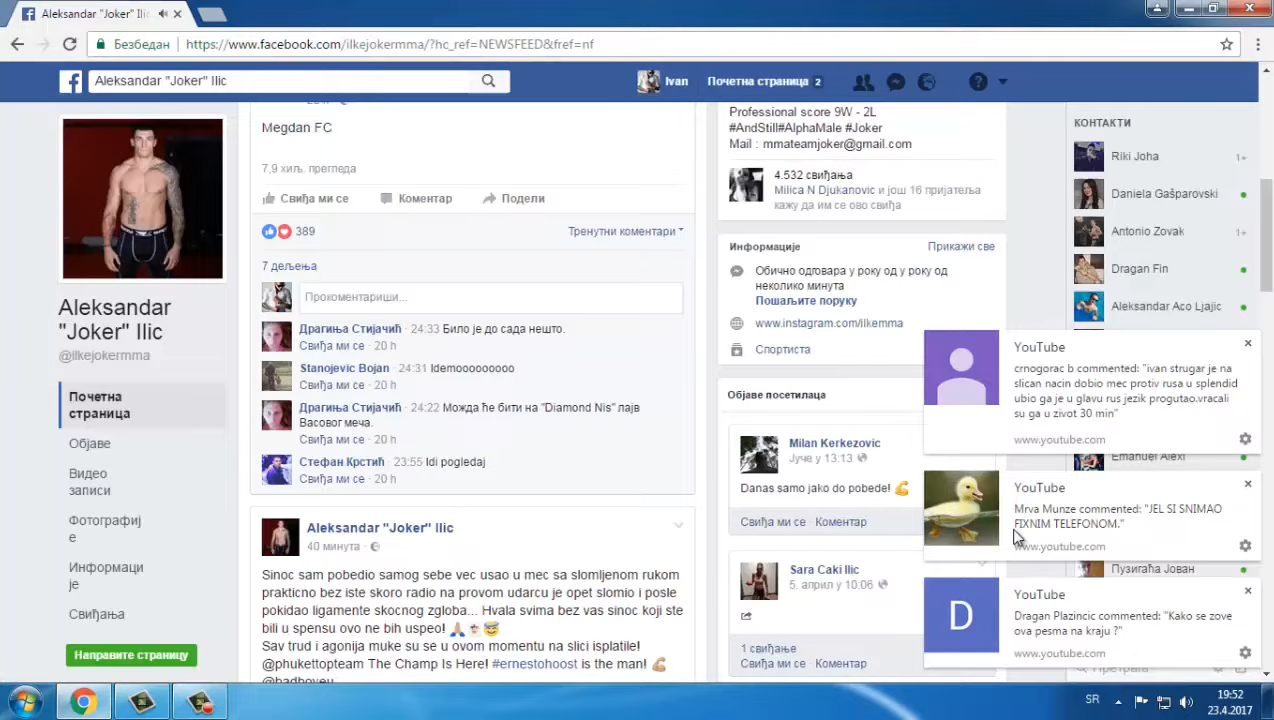 Aleksandar "Joker" Ilic
Безбедан
https://www.facebook.com/ilkejokermma/?hc_ref=NEWSFEED&fref=nf
Aleksandar "Joker" Ilic
Ivan
Почетна страница 2
Aleksandar
"Joker" Ilic
@ilkejokermma
Почетна
страница
Објаве
Видео
записи
Фотографиј
е
Информаци
је
Свиђања
Направите страницу
Megdan FC
7,9 хиљ. прегледа
Свиђа ми се
Коментар
Подели
389
Тренутни коментари
7 дељења
Прокоментариши...
Драгиња Стијачић · 24:33 Било је до сада нешто.
Свиђа ми се · 20 h
Stanojevic Bojan · 24:31 Idemooooooooo
Свиђа ми се · 20 h
Драгиња Стијачић · 24:22 Можда ће бити на "Diamond Nis" лајв
Васовог меча.
Свиђа ми се · 20 h
Стефан Крстић · 23:55 Idi pogledaj
Свиђа ми се · 20 h
Aleksandar "Joker" Ilic
40 минута ·
Sinoc sam pobedio samog sebe vec usao u mec sa slomljenom rukom
prakticno bez iste skoro radio na provom udarcu je opet slomio i posle
pokidao ligamente skocnog zgloba... Hvala svima bez vas sinoc koji ste
bili u spensu ovo ne bih uspeo! 🙏🏻 👻 😇
Sav trud i agonija muke su se u ovom momentu na slici isplatile!
@phukettopteam The Champ Is Here! #ernestohoost is the man! 💪🏼
@badboyeu
Professional score 9W - 2L
#AndStill#AlphaMale #Joker
Mail : mmateamjoker@gmail.com
4.532 свиђања
Milica N Djukanovic и још 16 пријатеља
кажу да им се ово свиђа
Информације
Прикажи све
Обично одговара у року од у року од
неколико минута
Пошаљите поруку
www.instagram.com/ilkemma
Спортиста
Објаве посетилаца
Milan Kerkezovic
Јуче у 13:13 ·
Danas samo jako do pobede! 💪
Свиђа ми се · Коментар
Sara Caki Ilic
5. април у 10:06 ·
1 свиђање
Свиђа ми се · Коментар
КОНТАКТИ
Riki Joha
1
Daniela Gašparovski
Antonio Zovak
1
Dragan Fin
Aleksandar Aco Ljajic
Emanuel Alexi
Пузигаћа Јован
Претрага
YouTube
crnogorac b commented: "ivan strugar je na
slican nacin dobio mec protiv rusa u splendid
ubio ga je u glavu rus jezik progutao.vracali
su ga u zivot 30 min"
www.youtube.com
YouTube
Mrva Munze commented: "JEL SI SNIMAO
FIXNIM TELEFONOM."
www.youtube.com
YouTube
Dragan Plazincic commented: "Kako se zove
ova pesma na kraju ?"
www.youtube.com
SR
19:52
23.4.2017